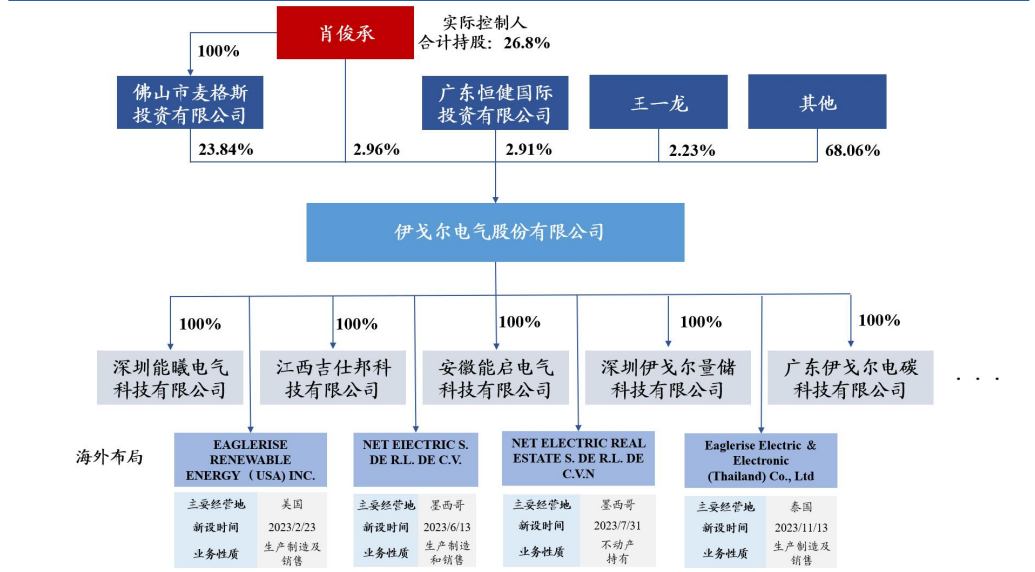 肖俊承
实际控制人
合计持股：26.8%
100%
佛山市麦格斯
投资有限公司
广东恒健国际
投资有限公司
王一龙
其他
23.84%
2.96%
2.91%
2.23%
68.06%
伊戈尔电气股份有限公司
100%
100%
100%
100%
100%
深圳能曦电气
科技有限公司
江西吉仕邦科
技有限公司
安徽能启电气
科技有限公司
深圳伊戈尔量储
科技有限公司
广东伊戈尔电碳
科技有限公司
. . .
海外布局
EAGLERISE
RENEWABLE
ENERGY（USA) INC.
NET EIECTRIC S.
DE R.L. DE C.V.
NET ELECTRIC REAL
ESTATE S. DE R.L. DE
C.V.N
Eaglerise Electric &
Electronic
(Thailand) Co., Ltd
主要经营地
美国
新设时间
2023/2/23
业务性质
生产制造及
销售
主要经营地
墨西哥
新设时间
2023/6/13
业务性质
生产制造
和销售
主要经营地
墨西哥
新设时间
2023/7/31
业务性质
不动产
持有
主要经营地
泰国
新设时间
2023/11/13
业务性质
生产制造及
销售